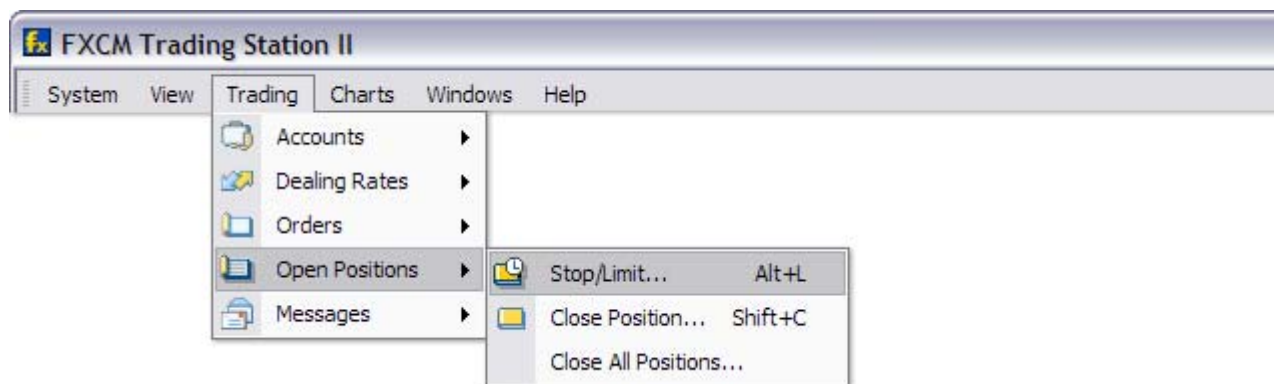 fx FXCM Trading Station II
System View Trading Charts Windows Help
Accounts
Dealing Rates
Orders
Open Positions
Messages
Stop/Limit... Alt+L
Close Position... Shift+C
Close All Positions...